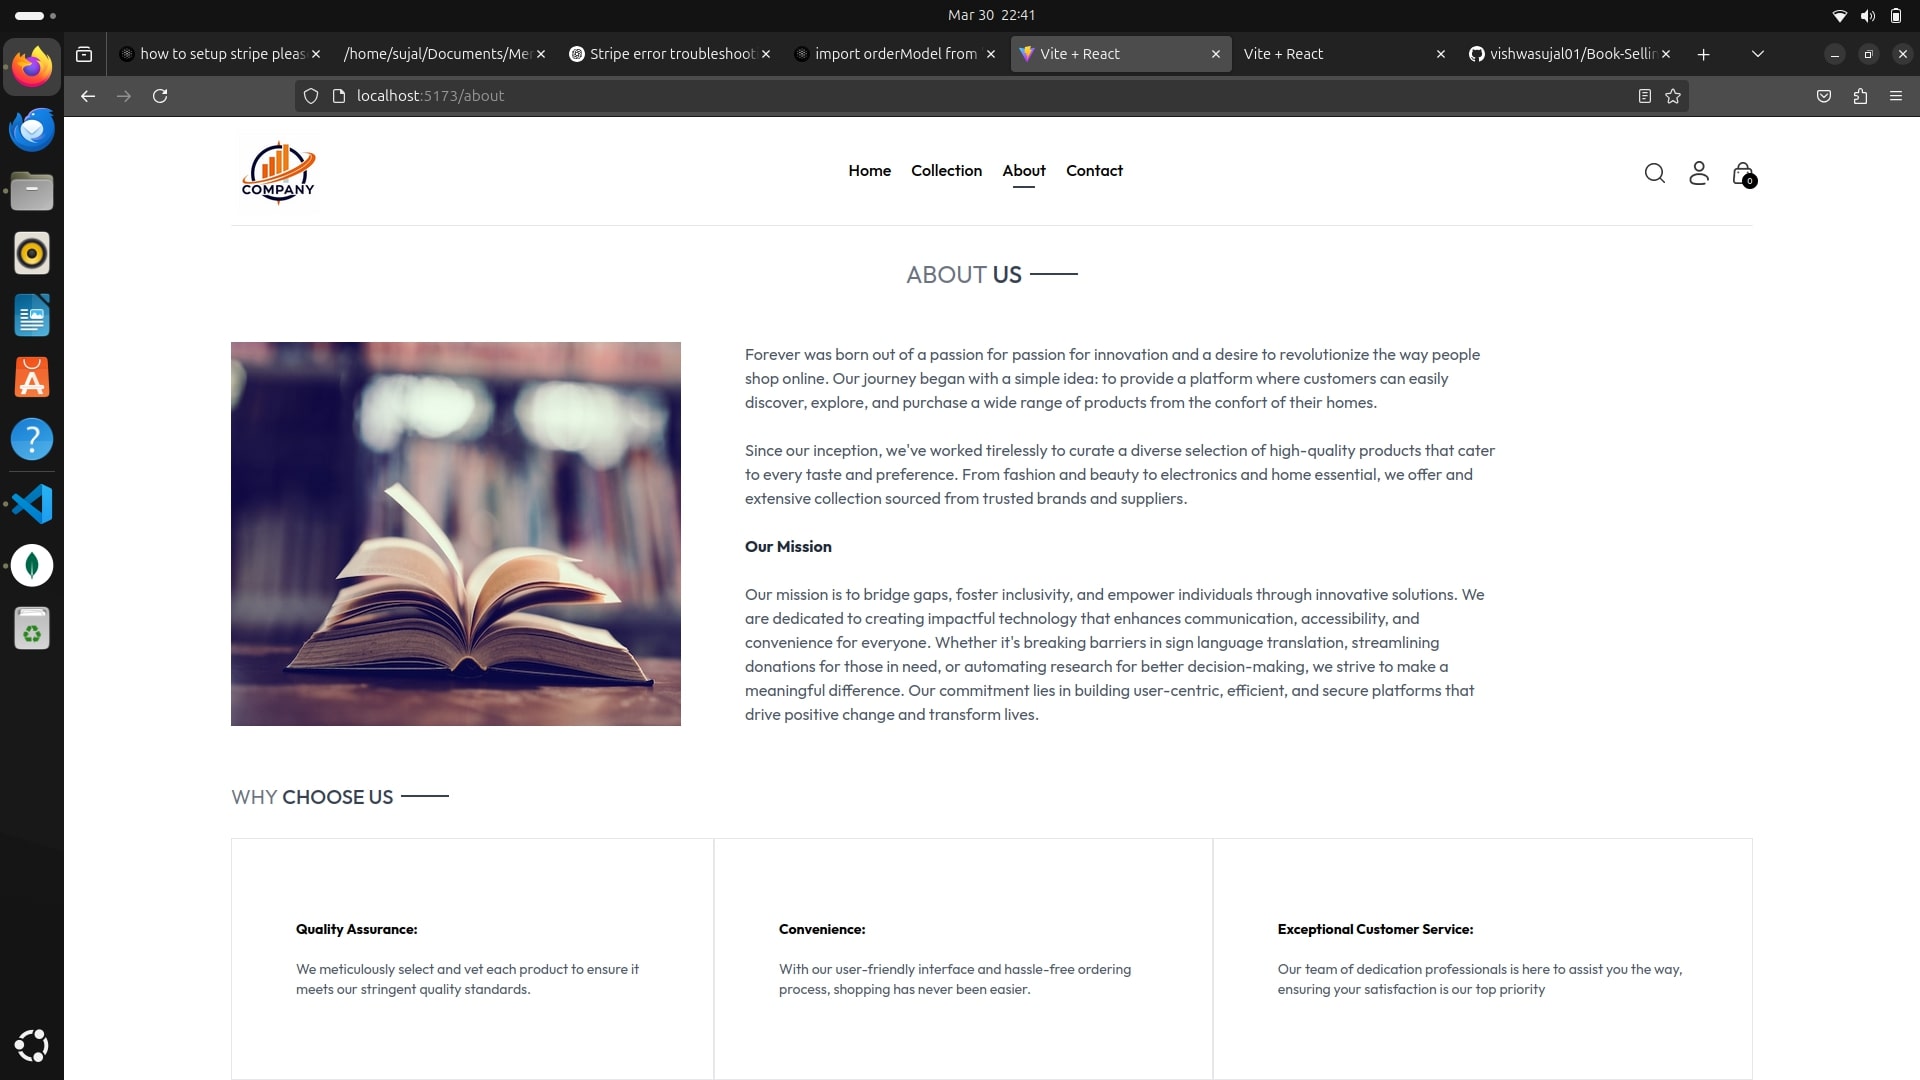 Mar 30 22:41
how to setup stripe pleas
/home/sujal/Documents/Mer
Stripe error troubleshoot
import orderModel from '
Vite + React
Vite + React
vishwasujal01/Book-Sellin
localhost:5173/about
COMPANY
Home Collection About Contact
0
ABOUT US
Forever was born out of a passion for passion for innovation and a desire to revolutionize the way people
shop online. Our journey began with a simple idea: to provide a platform where customers can easily
discover, explore, and purchase a wide range of products from the confort of their homes.
Since our inception, we've worked tirelessly to curate a diverse selection of high-quality products that cater
to every taste and preference. From fashion and beauty to electronics and home essential, we offer and
extensive collection sourced from trusted brands and suppliers.
Our Mission
Our mission is to bridge gaps, foster inclusivity, and empower individuals through innovative solutions. We
are dedicated to creating impactful technology that enhances communication, accessibility, and
convenience for everyone. Whether it's breaking barriers in sign language translation, streamlining
donations for those in need, or automating research for better decision-making, we strive to make a
meaningful difference. Our commitment lies in building user-centric, efficient, and secure platforms that
drive positive change and transform lives.
WHY CHOOSE US
Quality Assurance:
We meticulously select and vet each product to ensure it
meets our stringent quality standards.
Convenience:
With our user-friendly interface and hassle-free ordering
process, shopping has never been easier.
Exceptional Customer Service:
Our team of dedication professionals is here to assist you the way,
ensuring your satisfaction is our top priority